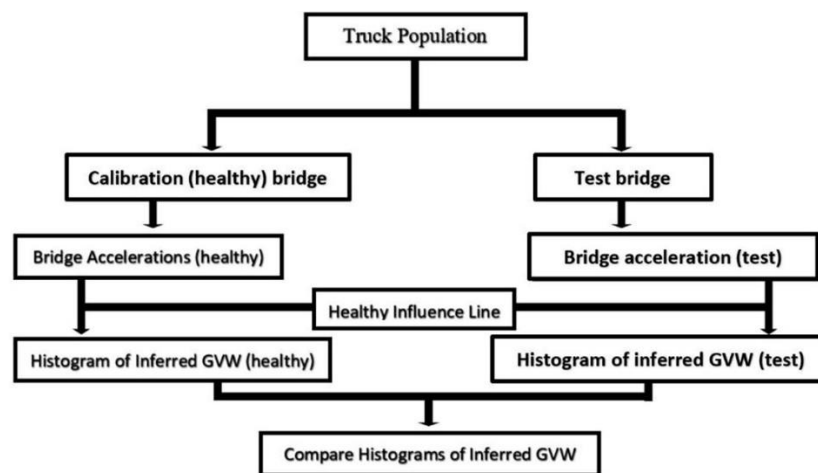 Truck Population
Calibration (healthy) bridge
Test bridge
Bridge Accelerations (healthy)
Bridge acceleration (test)
Healthy Influence Line
Histogram of Inferred GVW (healthy)
Histogram of inferred GVW (test)
Compare Histograms of Inferred GVW